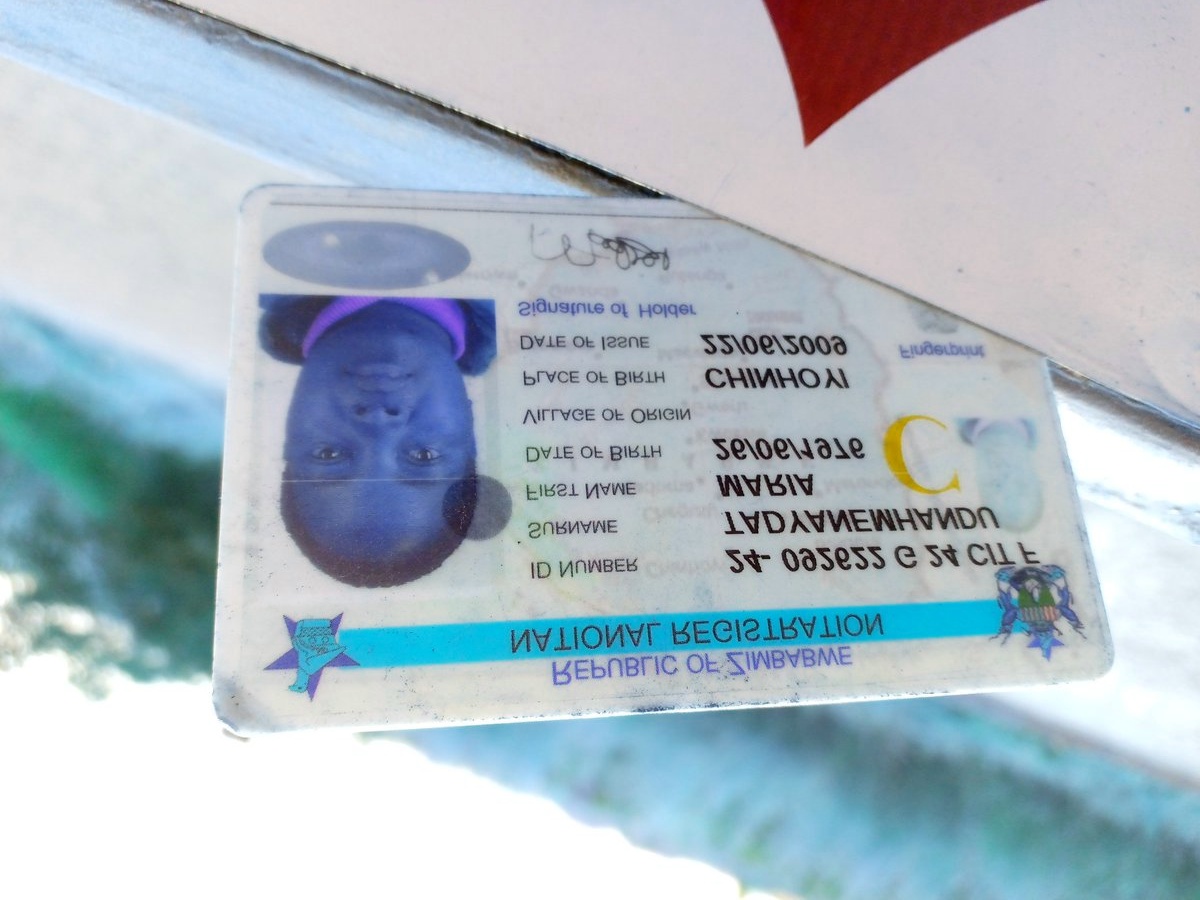 REPUBLIC OF ZIMBABWE
NATIONAL REGISTRATION
ID NUMBER 24- 092622 G 24 CIT F
SURNAME TADYANEMHANDU
FIRST NAME MARIA
DATE OF BIRTH 26/06/1976
C
VILLAGE OF ORIGIN
PLACE OF BIRTH CHINHOYI
DATE OF ISSUE 22/06/2009
Signature of Holder
Fingerprint